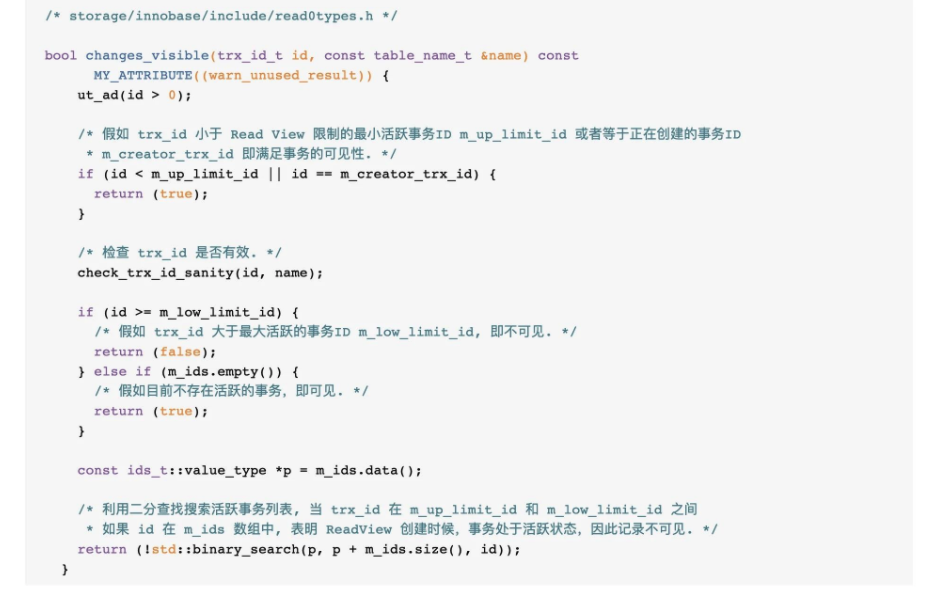 /* storage/innobase/include/read0types.h */
bool changes_visible(trx_id_t id, const table_name_t &name) const
MY_ATTRIBUTE((warn_unused_result)) {
ut_ad(id > 0);
/* 假如 trx_id 小于 Read View 限制的最小活跃事务ID m_up_limit_id 或者等于正在创建的事务ID
* m_creator_trx_id 即满足事务的可见性. */
if (id < m_up_limit_id || id == m_creator_trx_id) {
return (true);
}
/* 检查 trx_id 是否有效. */
check_trx_id_sanity(id, name);
if (id >= m_low_limit_id) {
/* 假如 trx_id 大于最大活跃的事务ID m_low_limit_id, 即不可见. */
return (false);
} else if (m_ids.empty()) {
/* 假如目前不存在活跃的事务，即可见. */
return (true);
}
const ids_t::value_type *p = m_ids.data();
/* 利用二分查找搜索活跃事务列表, 当 trx_id 在 m_up_limit_id 和 m_low_limit_id 之间
* 如果 id 在 m_ids 数组中, 表明 ReadView 创建时候，事务处于活跃状态，因此记录不可见. */
return (!std::binary_search(p, p + m_ids.size(), id));
}